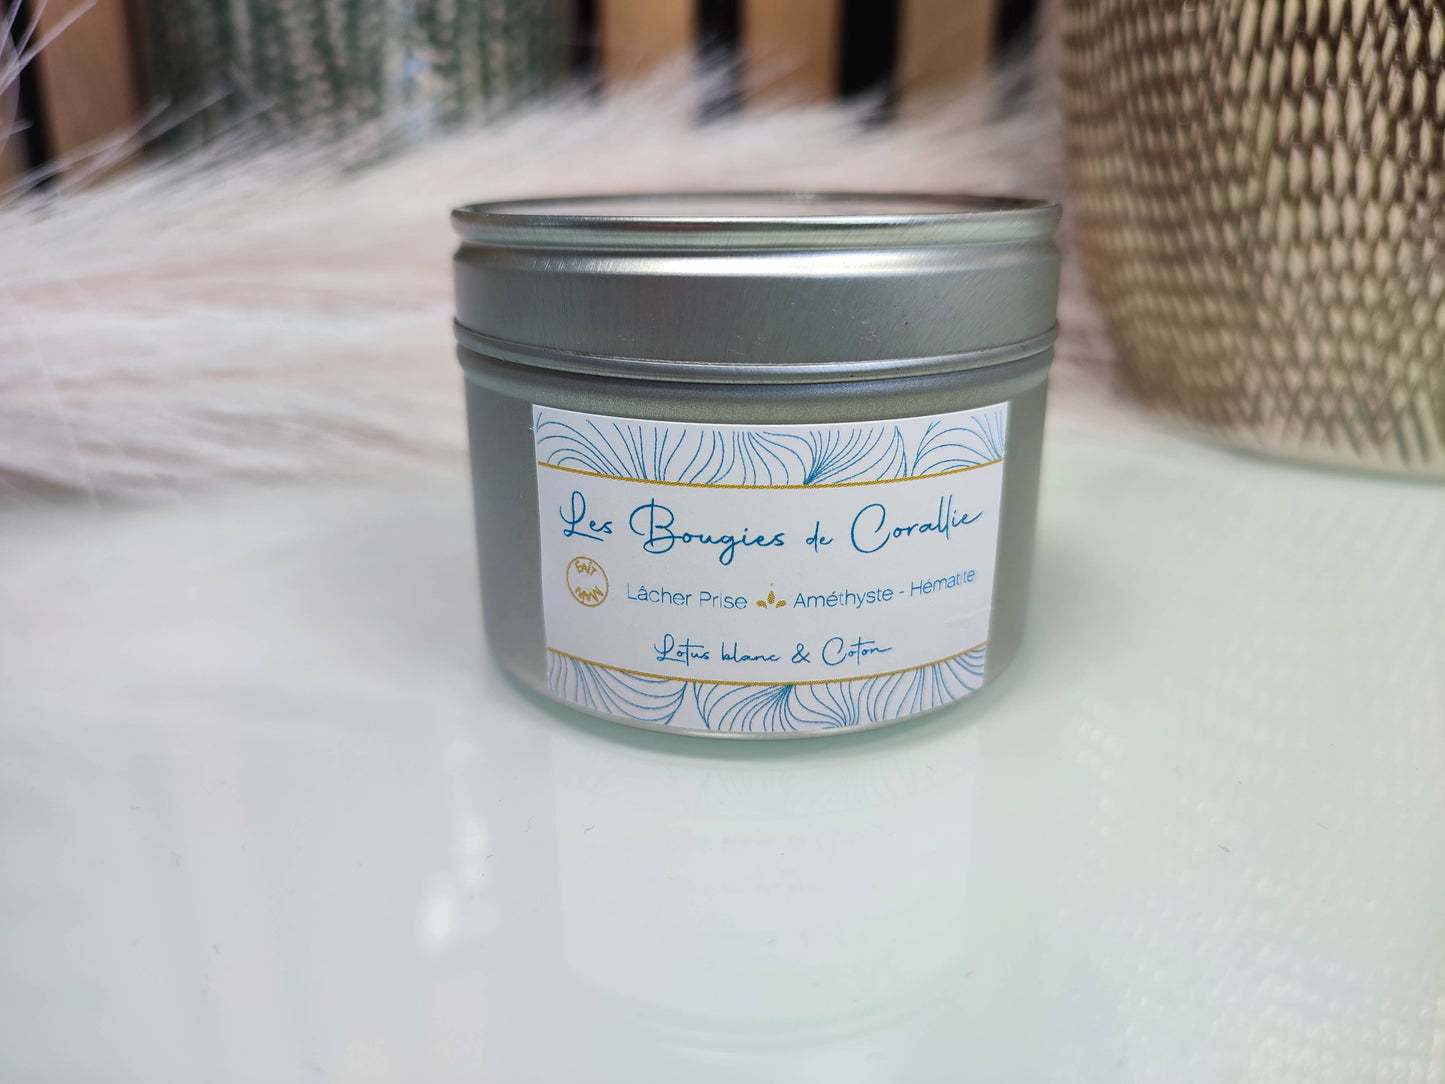 Les Bougies de Corallie
FAIT MAIN
Lâcher Prise Améthyste - Hématite
Lotus blanc & Coton